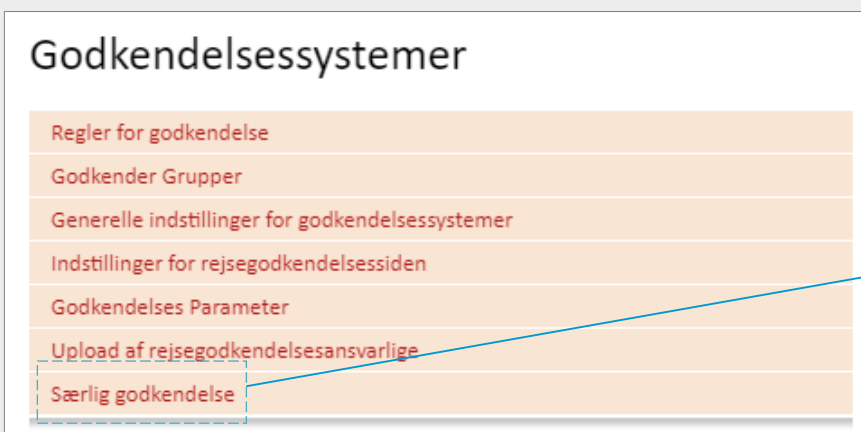 Godkendelsessystemer
Regler for godkendelse
Godkender Grupper
Generelle indstillinger for godkendelsessystemer
Indstillinger for rejsegodkendelsessiden
Godkendelses Parameter
Upload af rejsegodkendelsesansvarlige
Særlig godkendelse